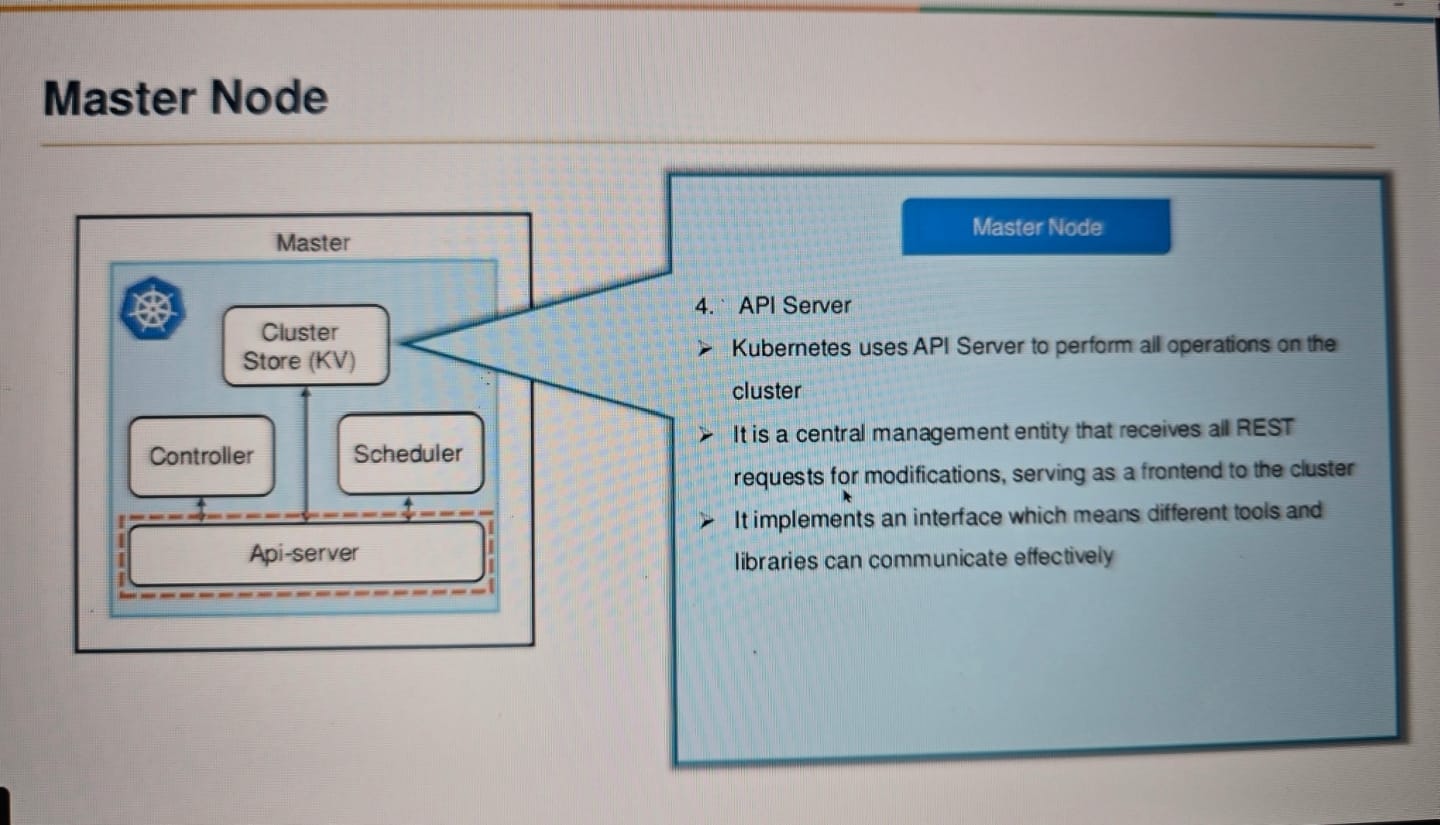 Master Node
Master
Cluster
Store (KV)
Controller
Scheduler
Api-server
Master Node
4. API Server
➢ Kubernetes uses API Server to perform all operations on the
cluster
➢ It is a central management entity that receives all REST
requests for modifications, serving as a frontend to the cluster
➢ It implements an interface which means different tools and
libraries can communicate effectively